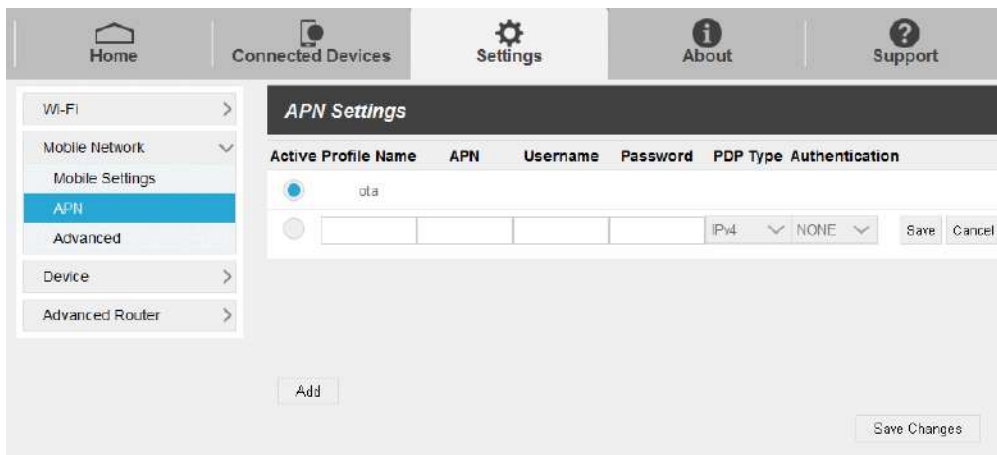 Home Connected Devices Settings About Support
Wi-Fi
Mobile Network
Mobile Settings
APN
Advanced
Device
Advanced Router
APN Settings
Active Profile Name APN Username Password PDP Type Authentication
ota
IPv4 NONE Save Cancel
Add
Save Changes